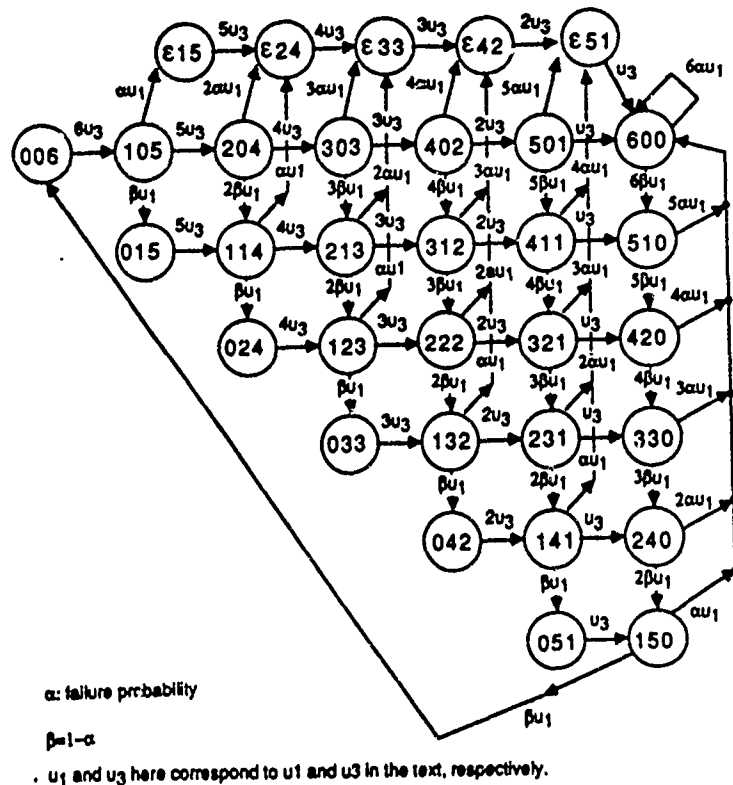 5u₃ 4u₃ 3u₃ 2u₃
ε15 ε24 ε33 ε42 ε51
αu₁ 2αu₁ 3αu₁ 4αu₁ 5αu₁ u₃ 6αu₁
6u₃ 5u₃ 4u₃ 3u₃ 2u₃ u₃
006 105 204 303 402 501 600
βu₁ 2βu₁ αu₁ 3βu₁ 2αu₁ 4βu₁ 3αu₁ 5βu₁ 4αu₁ 6βu₁ 5αu₁
5u₃ 4u₃ 3u₃ 2u₃ u₃
015 114 213 312 411 510
βu₁ 2βu₁ αu₁ 3βu₁ 2αu₁ 4βu₁ 3αu₁ 5βu₁ 4αu₁
4u₃ 3u₃ 2u₃ u₃
024 123 222 321 420
βu₁ 2βu₁ αu₁ 3βu₁ 2αu₁ 4βu₁ 3αu₁
3u₃ 2u₃ u₃
033 132 231 330
βu₁ 2βu₁ αu₁ 3βu₁ 2αu₁
2u₃ u₃
042 141 240
βu₁ 2βu₁ αu₁
u₃
051 150
βu₁
α: failure probability
β=1-α
u₁ and u₃ here correspond to u1 and u3 in the text, respectively.